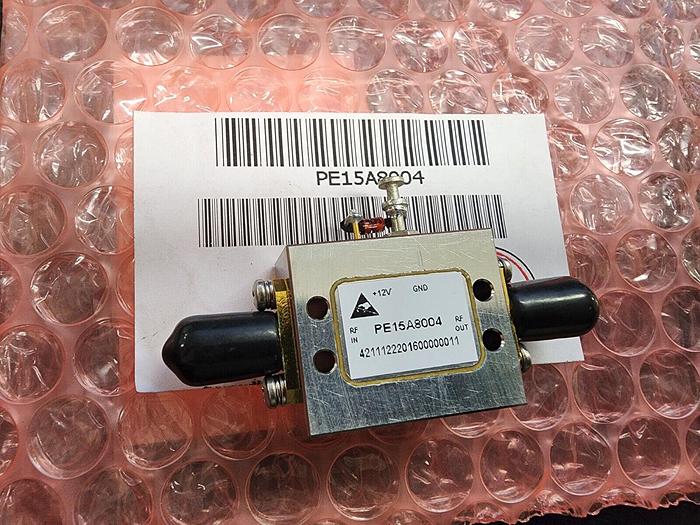 PE15A8004
+12V GND
RF IN
PE15A8004
RF OUT
4211122201600000011